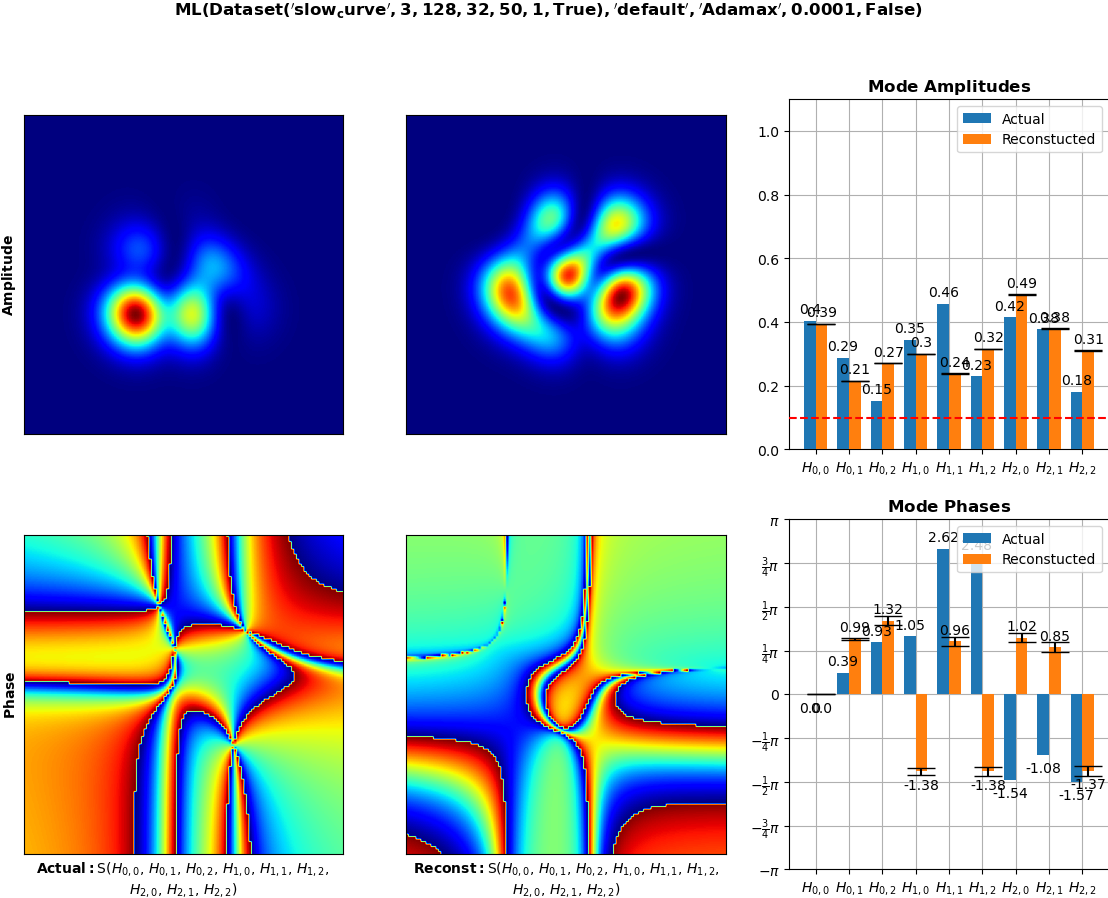 ML(Dataset('slow_curve', 3, 128, 32, 50, 1, True), 'default', 'Adamax', 0.0001, False)
Amplitude
Mode Amplitudes
Actual
Reconstucted
1.0
0.8
0.6
0.4
0.2
0.0
0.4
0.39
0.29
0.21
0.15
0.27
0.35
0.3
0.46
0.24
0.23
0.32
0.42
0.49
0.38
0.38
0.18
0.31
H0,0 H0,1 H0,2 H1,0 H1,1 H1,2 H2,0 H2,1 H2,2
Phase
Mode Phases
Actual
Reconstucted
π
3/4π
1/2π
1/4π
0
−1/4π
−1/2π
−3/4π
−π
0.0
0.0
0.39
0.99
0.93
1.32
1.05
-1.38
2.62
0.96
2.48
-1.38
-1.54
1.02
-1.08
0.85
-1.57
-1.37
H0,0 H0,1 H0,2 H1,0 H1,1 H1,2 H2,0 H2,1 H2,2
Actual: S(H0,0, H0,1, H0,2, H1,0, H1,1, H1,2,
H2,0, H2,1, H2,2)
Reconst: S(H0,0, H0,1, H0,2, H1,0, H1,1, H1,2,
H2,0, H2,1, H2,2)